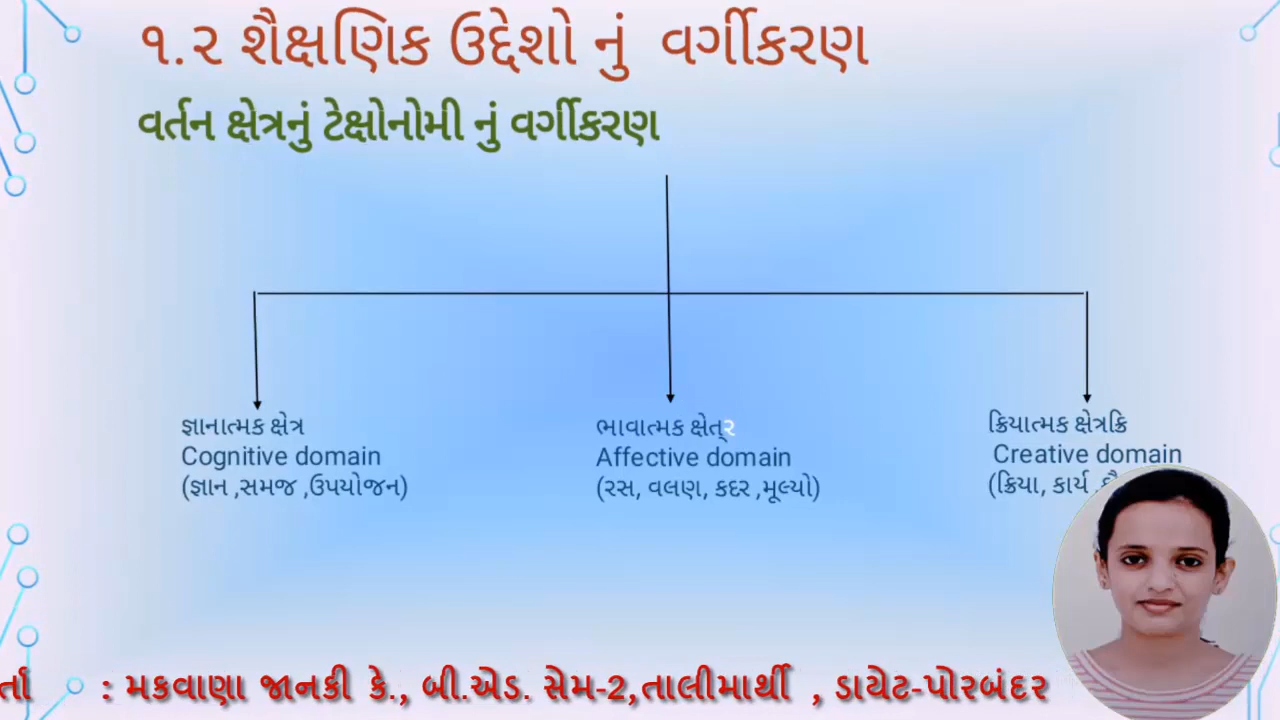 ૧.૨ શૈક્ષણિક ઉદ્દેશો નું વર્ગીકરણ
વર્તન ક્ષેત્રનું ટેક્ષોનોમી નું વર્ગીકરણ
જ્ઞાનાત્મક ક્ષેત્ર
Cognitive domain
(જ્ઞાન ,સમજ ,ઉપયોજન)
ભાવાત્મક ક્ષેત્ર
Affective domain
(રસ, વલણ, કદર ,મૂલ્યો)
ક્રિયાત્મક ક્ષેત્રક્રિ
Creative domain
(ક્રિયા, કાર્ય ,
: મકવાણા જાનકી કે., બી.એડ. સેમ-2,તાલીમાર્થી , ડાયેટ-પોરબંદર